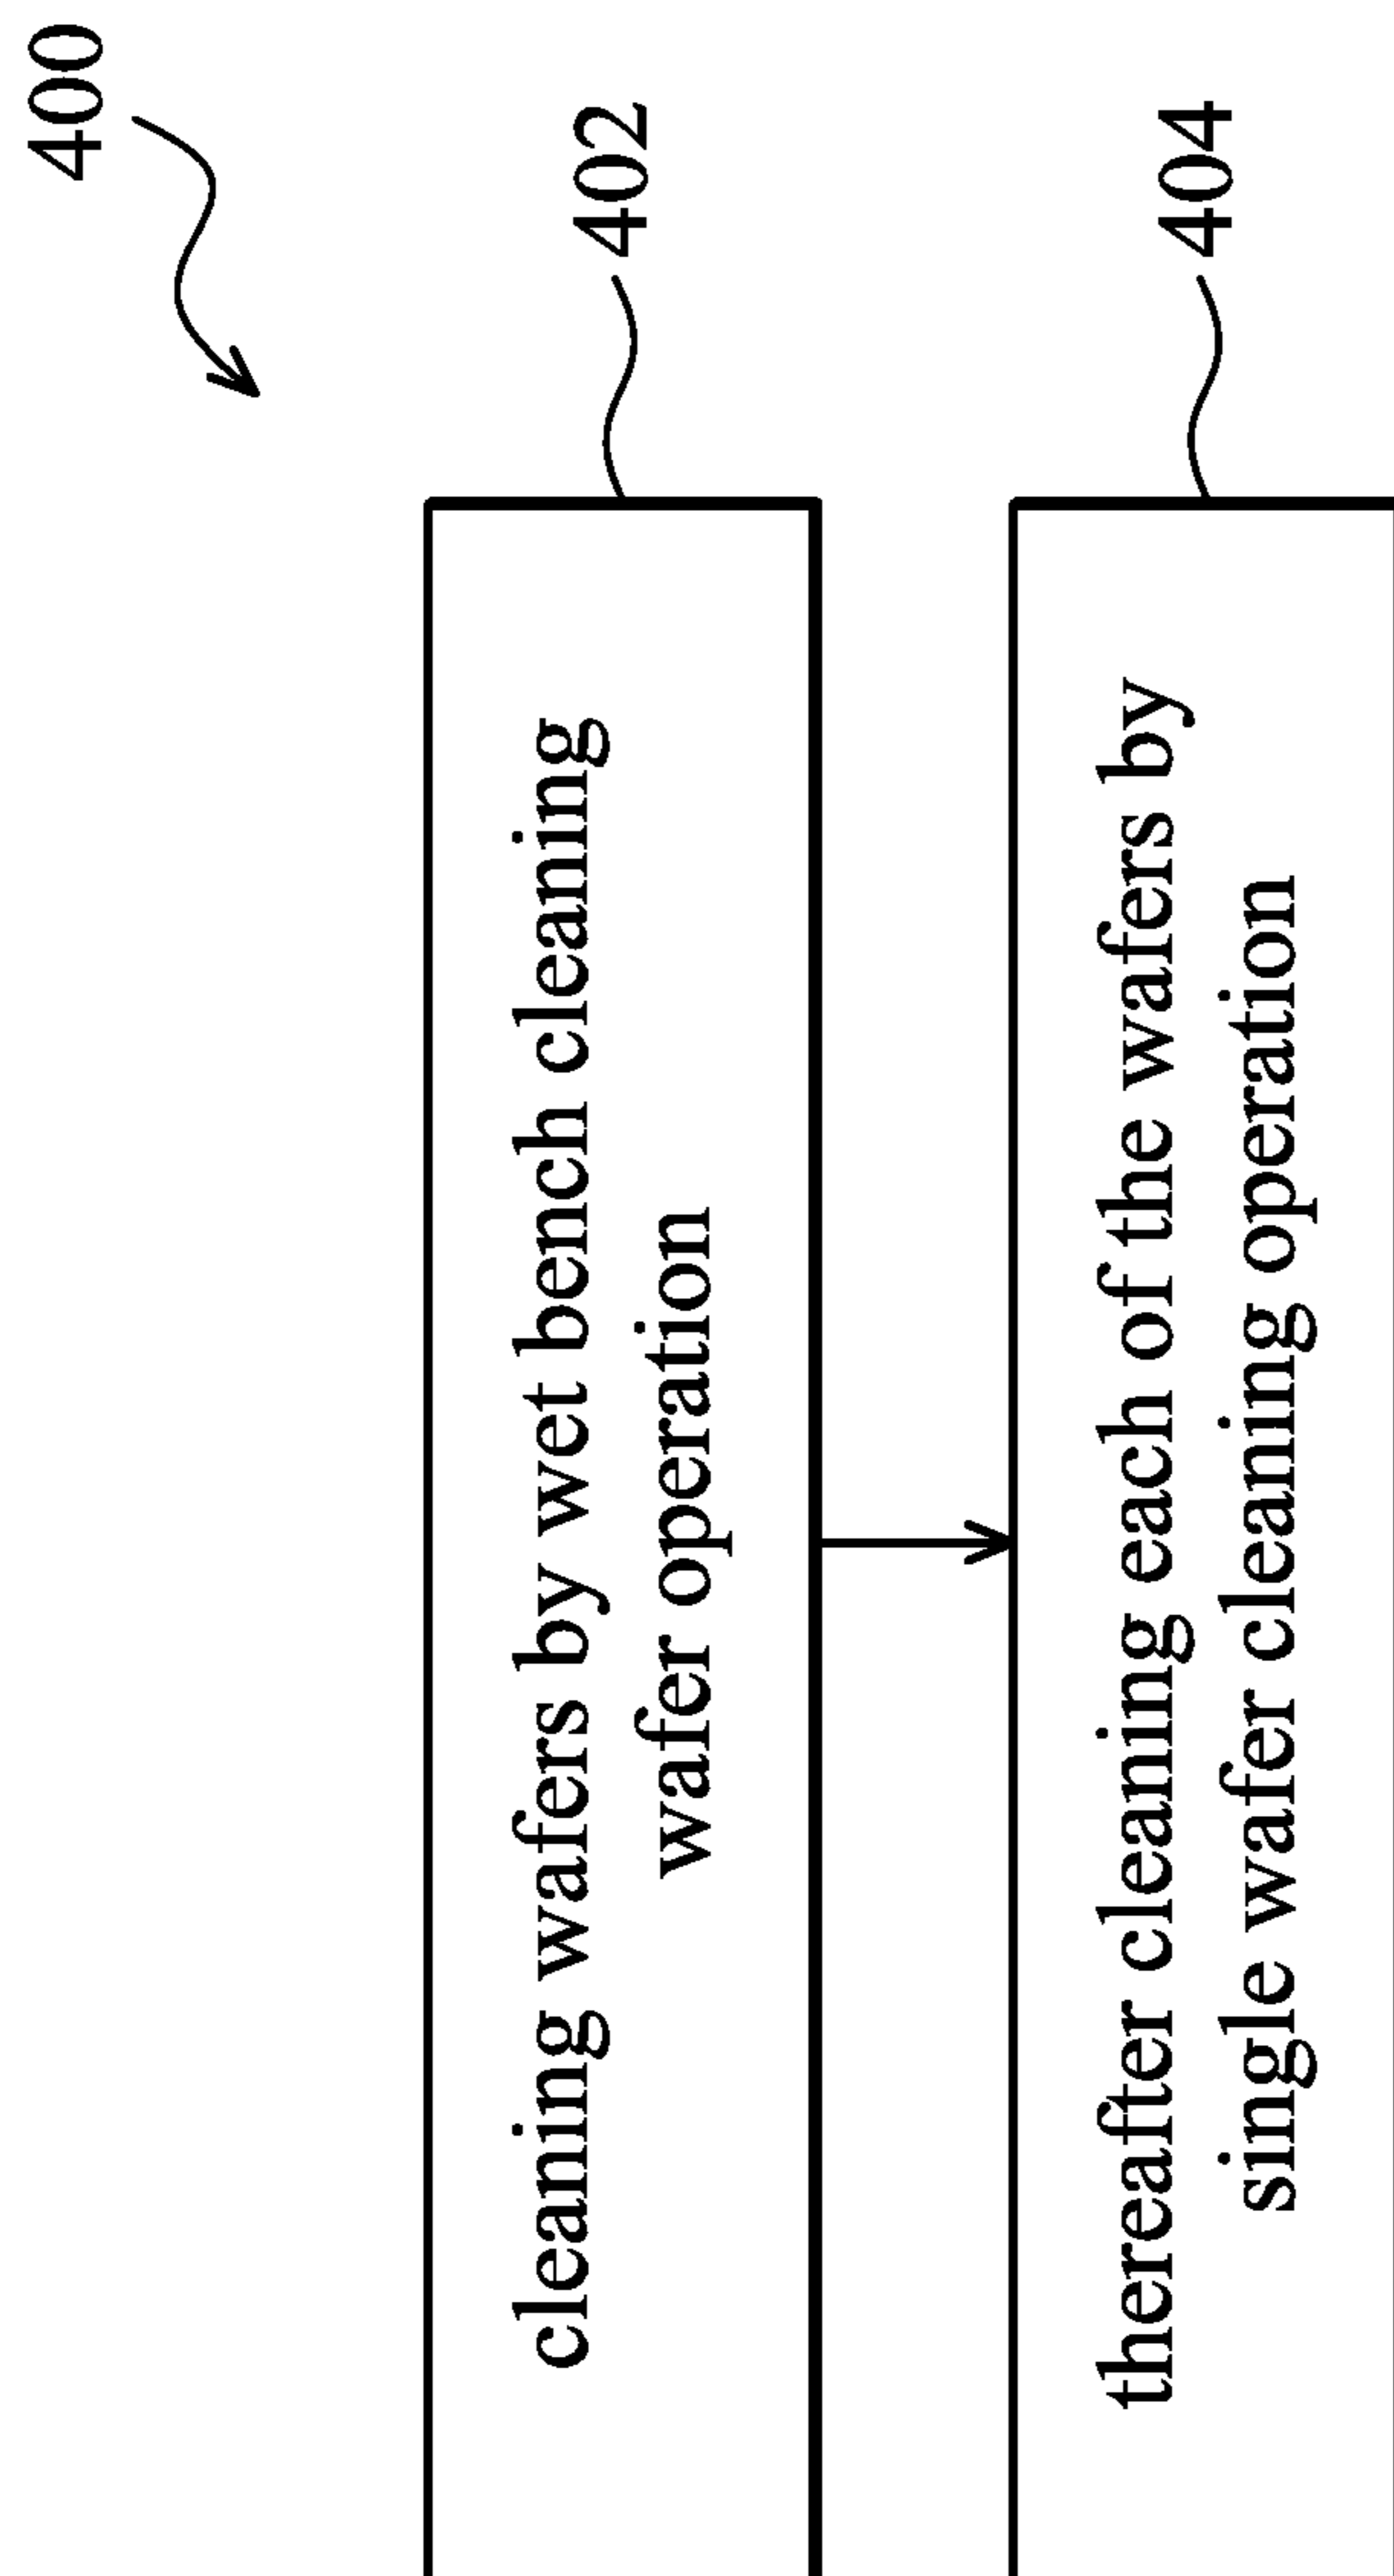 400
402
cleaning wafers by wet bench cleaning
wafer operation
404
thereafter cleaning each of the wafers by
single wafer cleaning operation